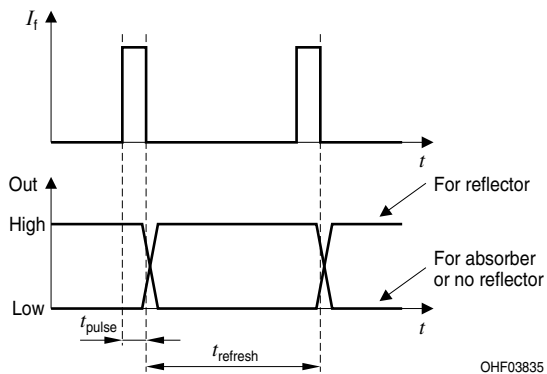 I_f
t
Out
High
For reflector
For absorber
or no reflector
Low
t_pulse
t
t_refresh
OHF03835